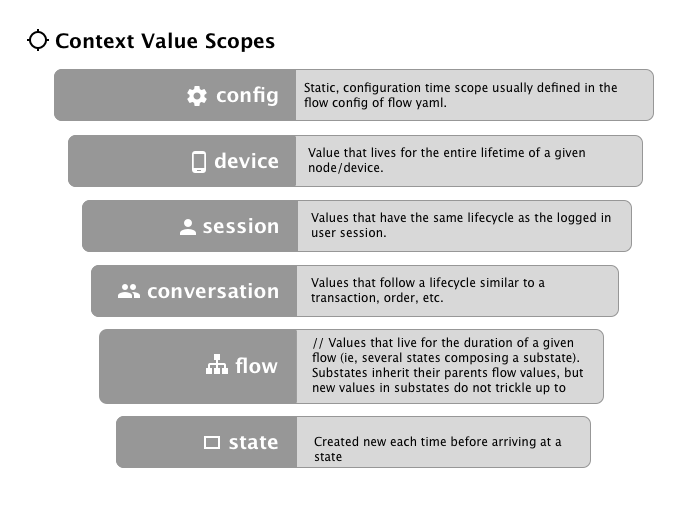 Context Value Scopes
config
Static, configuration time scope usually defined in the
flow config of flow yaml.
device
Value that lives for the entire lifetime of a given
node/device.
session
Values that have the same lifecycle as the logged in
user session.
conversation
Values that follow a lifecycle similar to a
transaction, order, etc.
flow
// Values that live for the duration of a given
flow (ie, several states composing a substate).
Substates inherit their parents flow values, but
new values in substates do not trickle up to
state
Created new each time before arriving at a
state